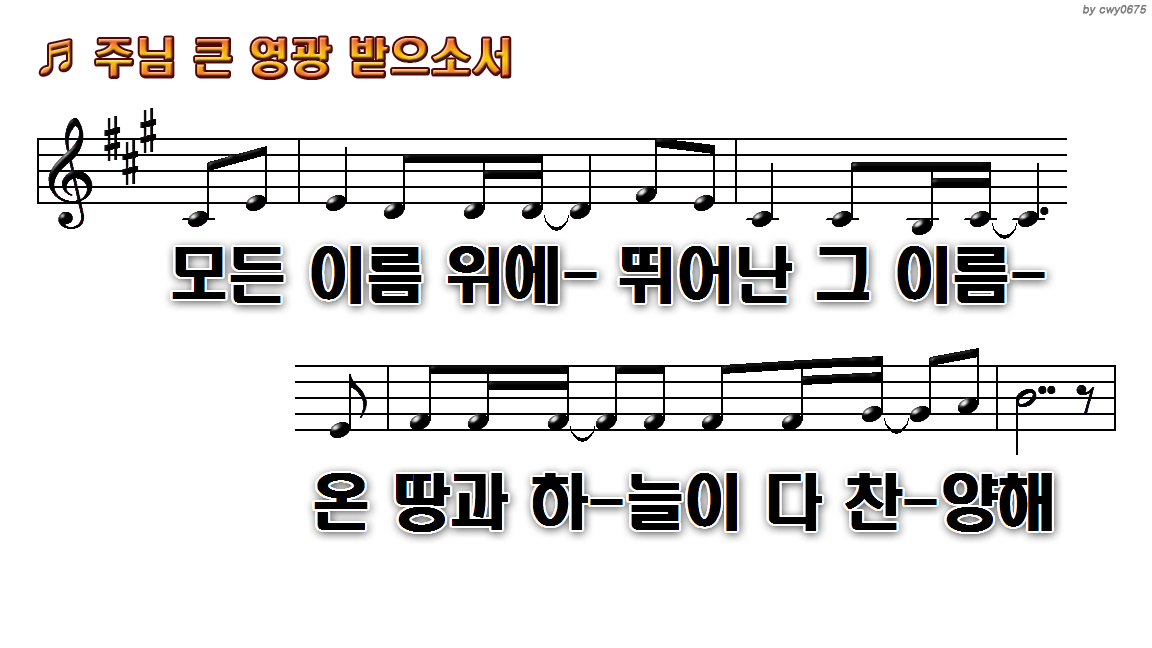 by cwy0675
♬ 주님 큰 영광 받으소서
모든 이름 위에- 뛰어난 그 이름-
온 땅과 하-늘이 다 찬-양해